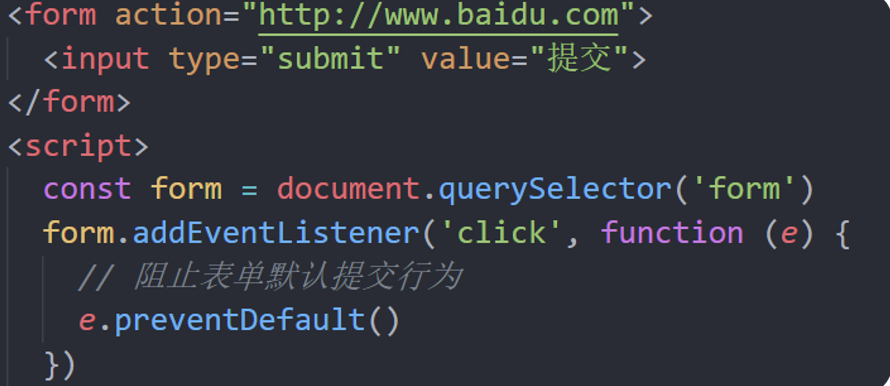 <form action="http://www.baidu.com">
<input type="submit" value="提交">
</form>
<script>
const form = document.querySelector('form')
form.addEventListener('click', function (e) {
// 阻止表单默认提交行为
e.preventDefault()
})